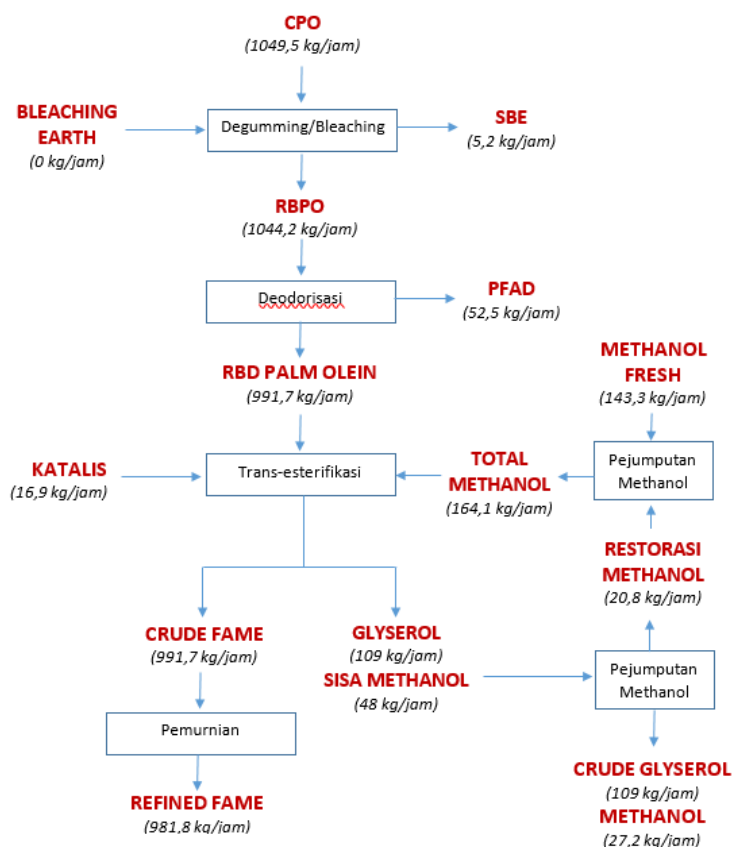 CPO
(1049,5 kg/jam)
BLEACHING
EARTH
(0 kg/jam)
Degumming/Bleaching
SBE
(5,2 kg/jam)
RBPO
(1044,2 kg/jam)
Deodorisasi
PFAD
(52,5 kg/jam)
RBD PALM OLEIN
(991,7 kg/jam)
METHANOL
FRESH
(143,3 kg/jam)
KATALIS
(16,9 kg/jam)
Trans-esterifikasi
TOTAL
METHANOL
(164,1 kg/jam)
Pejumputan
Methanol
RESTORASI
METHANOL
(20,8 kg/jam)
CRUDE FAME
(991,7 kg/jam)
GLYSEROL
(109 kg/jam)
SISA METHANOL
(48 kg/jam)
Pejumputan
Methanol
Pemurnian
REFINED FAME
(981,8 kg/jam)
CRUDE GLYSEROL
(109 kg/jam)
METHANOL
(27,2 kg/jam)